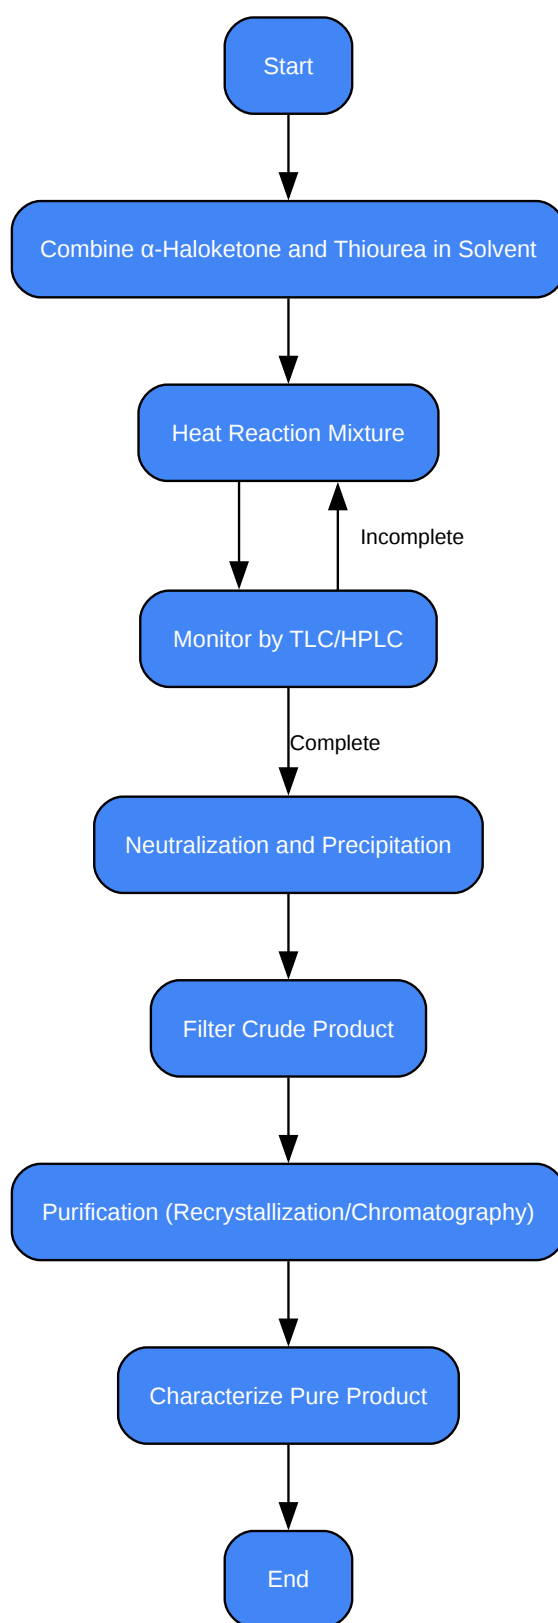 Start
Combine α-Haloketone and Thiourea in Solvent
Heat Reaction Mixture
Incomplete
Monitor by TLC/HPLC
Complete
Neutralization and Precipitation
Filter Crude Product
Purification (Recrystallization/Chromatography)
Characterize Pure Product
End